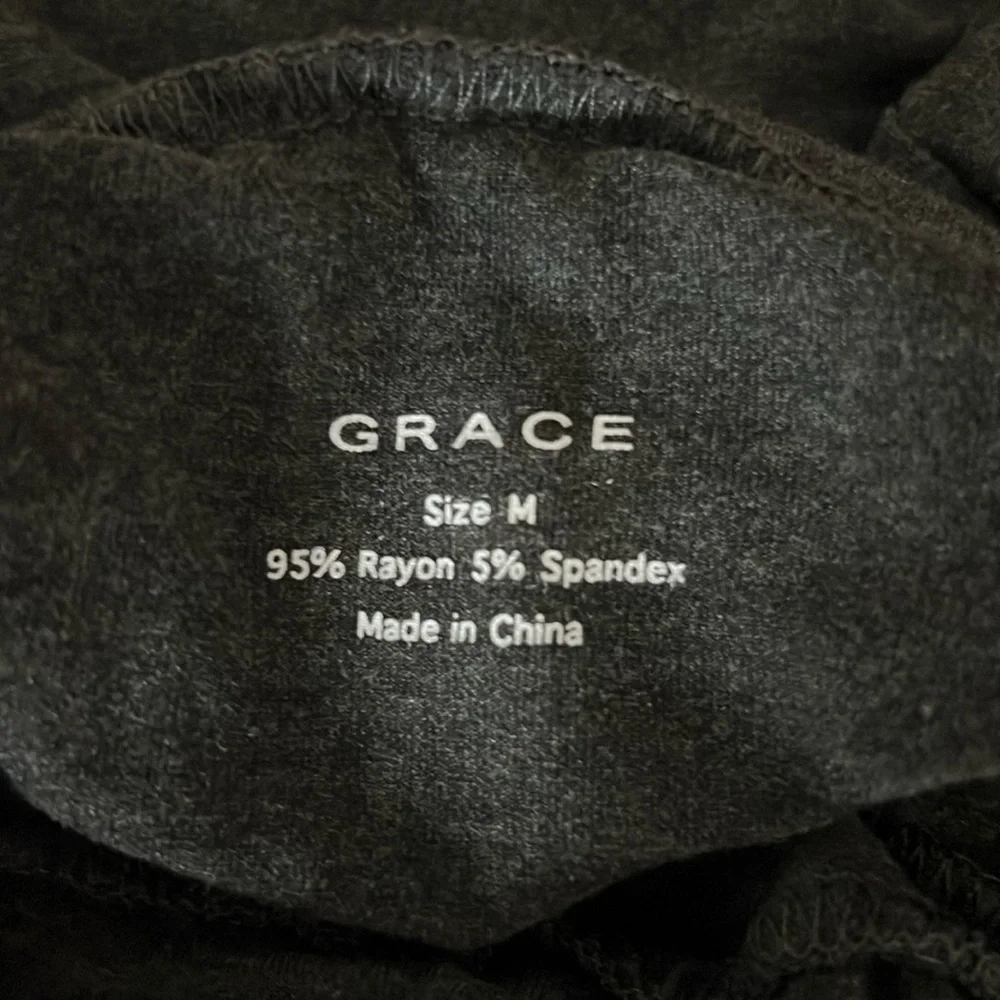 GRACE
Size M
95% Rayon 5% Spandex
Made in China